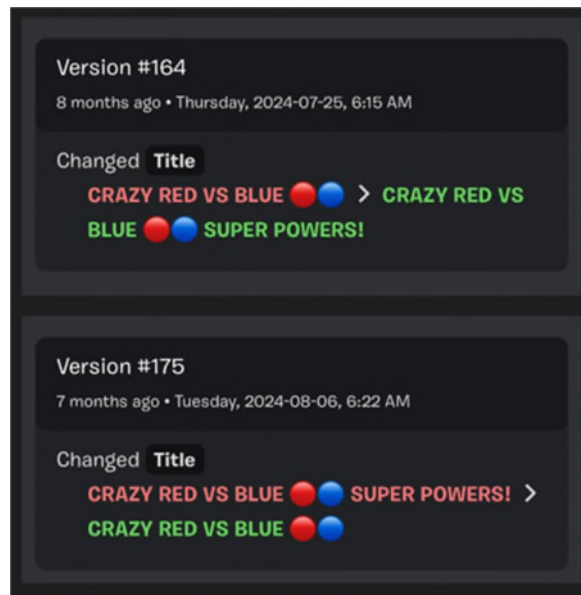 Version #164
8 months ago • Thursday, 2024-07-25, 6:15 AM
Changed Title
CRAZY RED VS BLUE 🔴🔵 > CRAZY RED VS
BLUE 🔴🔵 SUPER POWERS!
Version #175
7 months ago • Tuesday, 2024-08-06, 6:22 AM
Changed Title
CRAZY RED VS BLUE 🔴🔵 SUPER POWERS! >
CRAZY RED VS BLUE 🔴🔵